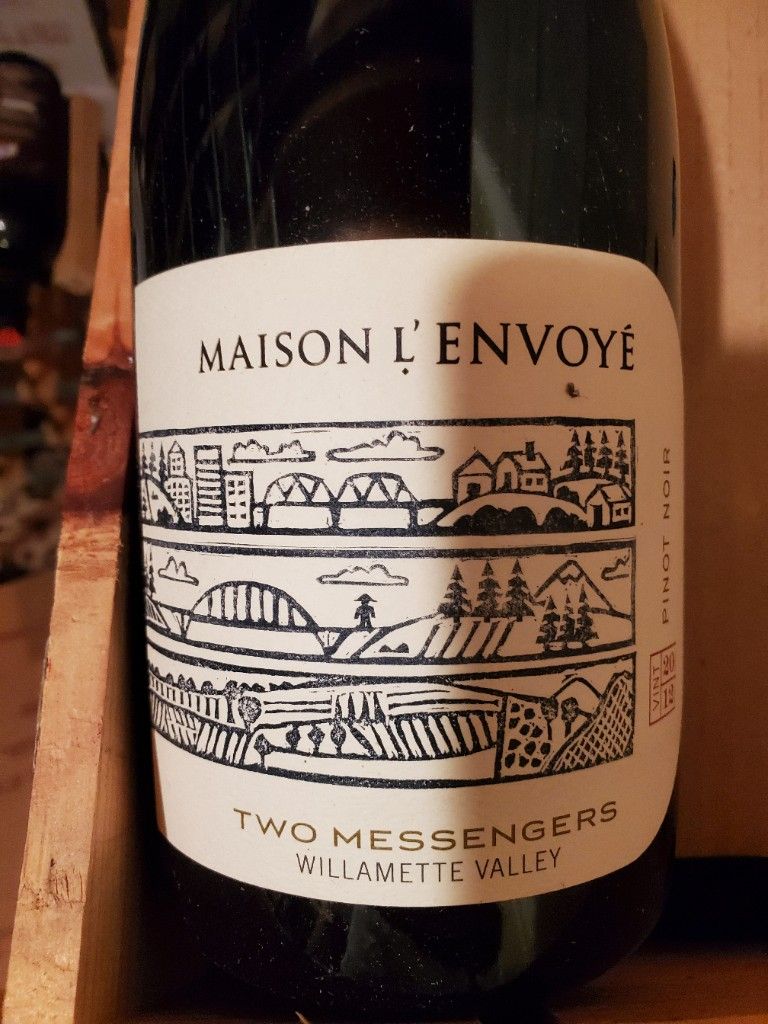 MAISON L'ENVOYÉ
PINOT NOIR
VINT 2012
TWO MESSENGERS
WILLAMETTE VALLEY